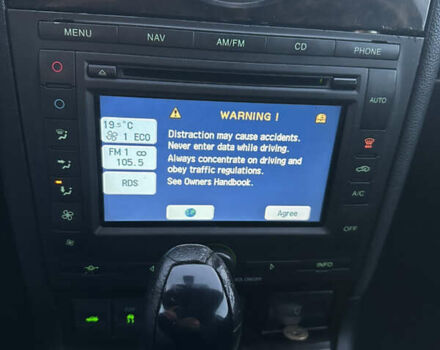 MENU NAV AM/FM CD PHONE
AUTO
WARNING !
19 °C
1 ECO
Distraction may cause accidents.
Never enter data while driving.
FM 1
105.5
Always concentrate on driving and
obey traffic regulations.
RDS
See Owners Handbook.
A/C
Agree
OFF
INFO